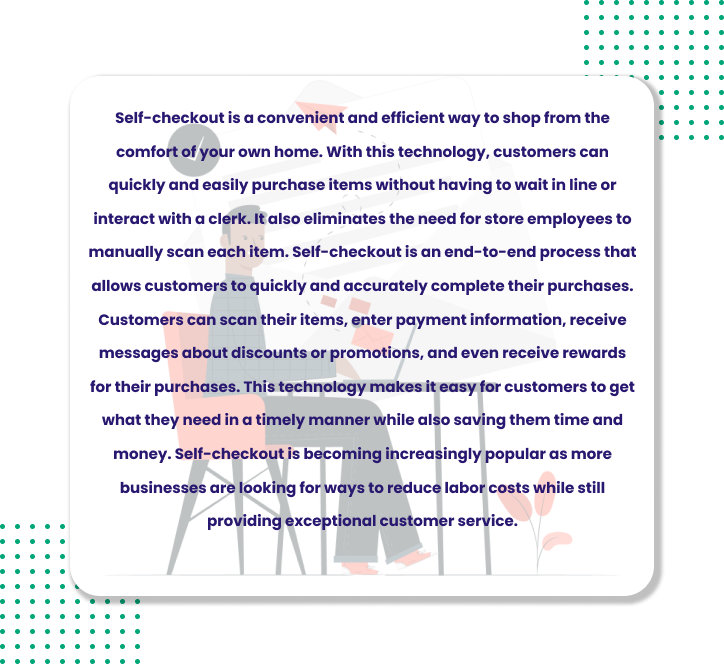 Self-checkout is a convenient and efficient way to shop from the
comfort of your own home. With this technology, customers can
quickly and easily purchase items without having to wait in line or
interact with a clerk. It also eliminates the need for store employees to
manually scan each item. Self-checkout is an end-to-end process that
allows customers to quickly and accurately complete their purchases.
Customers can scan their items, enter payment information, receive
messages about discounts or promotions, and even receive rewards
for their purchases. This technology makes it easy for customers to get
what they need in a timely manner while also saving them time and
money. Self-checkout is becoming increasingly popular as more
businesses are looking for ways to reduce labor costs while still
providing exceptional customer service.